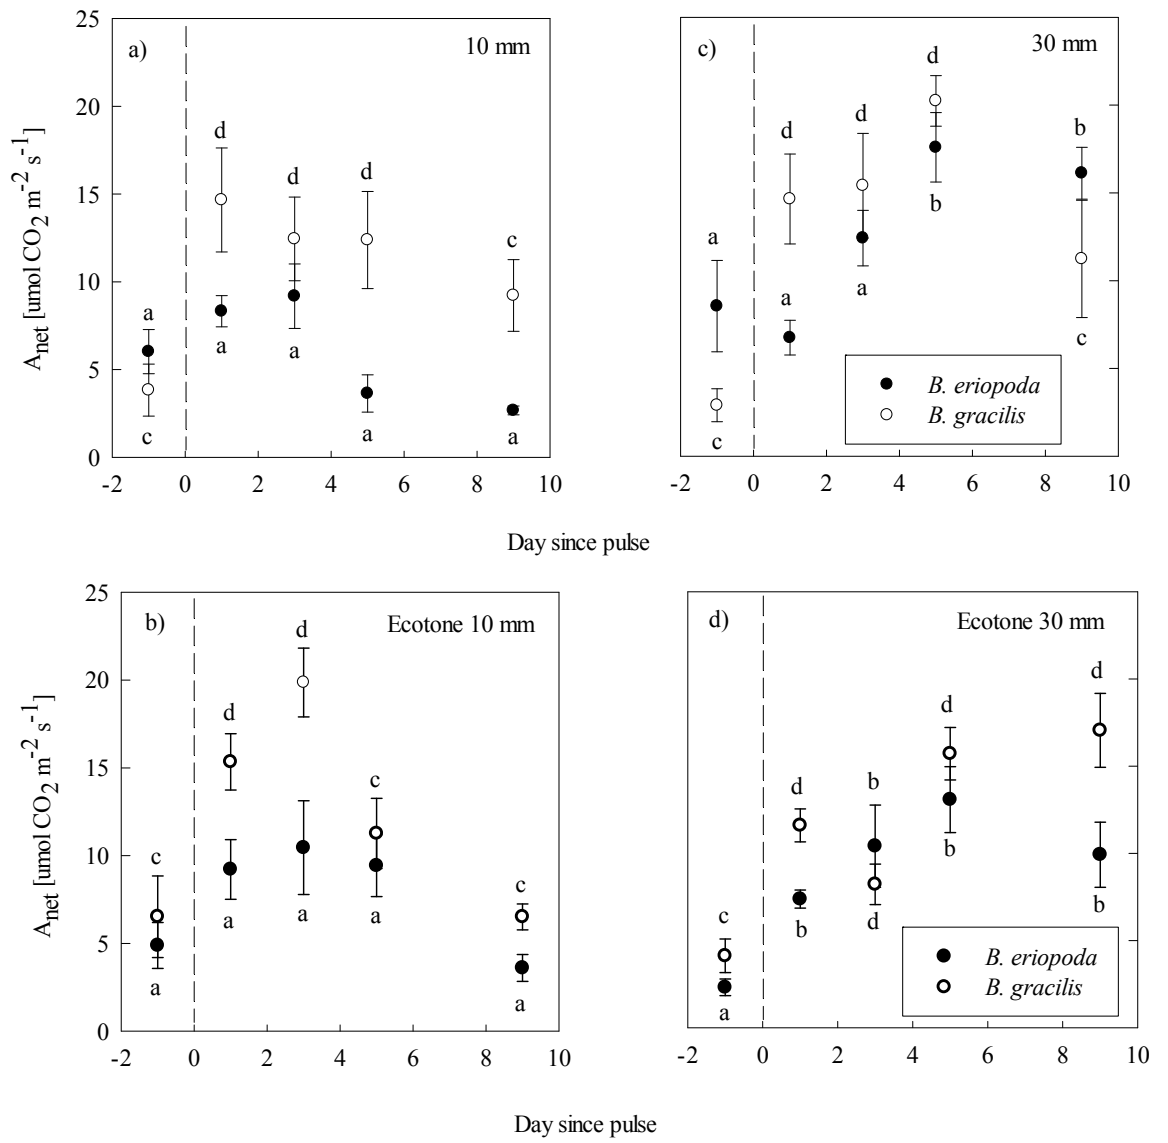 a)
10 mm
25
20
15
10
5
0
A_net [umol CO2 m^-2 s^-1]
a
c
d
a
d
a
d
a
c
a
-2 0 2 4 6 8 10
c)
30 mm
a
c
d
a
d
a
d
b
b
c
B. eriopoda
B. gracilis
-2 0 2 4 6 8 10
Day since pulse
b)
Ecotone 10 mm
25
20
15
10
5
0
A_net [umol CO2 m^-2 s^-1]
c
a
d
a
d
a
c
a
c
a
-2 0 2 4 6 8 10
d)
Ecotone 30 mm
c
a
d
b
b
d
d
b
d
b
B. eriopoda
B. gracilis
-2 0 2 4 6 8 10
Day since pulse